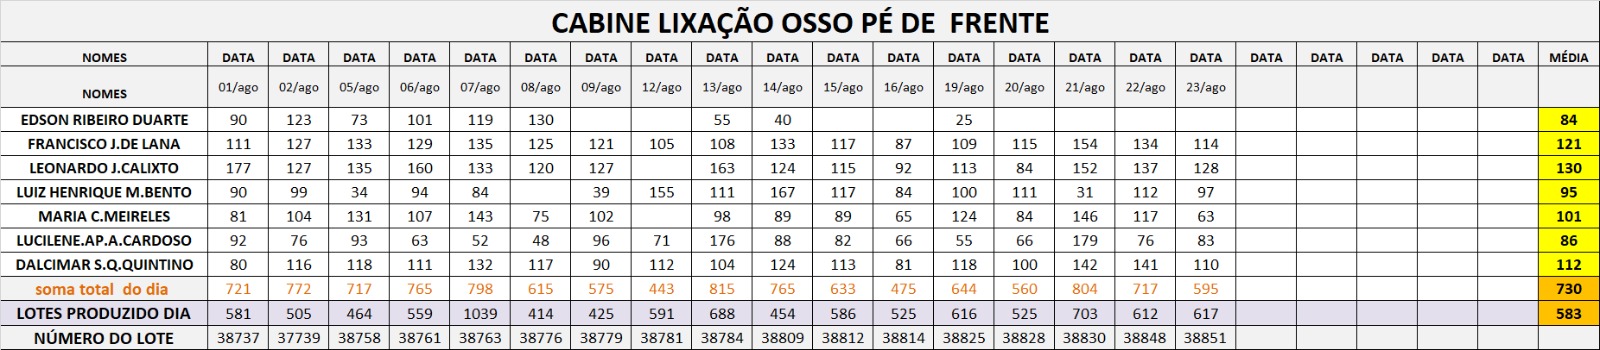 CABINE LIXAÇÃO OSSO PÉ DE FRENTE
NOMES DATA DATA DATA DATA DATA DATA DATA DATA DATA DATA DATA DATA DATA DATA DATA DATA DATA DATA DATA DATA DATA DATA MÉDIA
NOMES 01/ago 02/ago 05/ago 06/ago 07/ago 08/ago 09/ago 12/ago 13/ago 14/ago 15/ago 16/ago 19/ago 20/ago 21/ago 22/ago 23/ago
EDSON RIBEIRO DUARTE 90 123 73 101 119 130 55 40 25 84
FRANCISCO J.DE LANA 111 127 133 129 135 125 121 105 108 133 117 87 109 115 154 134 114 121
LEONARDO J.CALIXTO 177 127 135 160 133 120 127 163 124 115 92 113 84 152 137 128 130
LUIZ HENRIQUE M.BENTO 90 99 34 94 84 39 155 111 167 117 84 100 111 31 112 97 95
MARIA C.MEIRELES 81 104 131 107 143 75 102 98 89 89 65 124 84 146 117 63 101
LUCILENE.AP.A.CARDOSO 92 76 93 63 52 48 96 71 176 88 82 66 55 66 179 76 83 86
DALCIMAR S.Q.QUINTINO 80 116 118 111 132 117 90 112 104 124 113 81 118 100 142 141 110 112
soma total do dia 721 772 717 765 798 615 575 443 815 765 633 475 644 560 804 717 595 730
LOTES PRODUZIDO DIA 581 505 464 559 1039 414 425 591 688 454 586 525 616 525 703 612 617 583
NÚMERO DO LOTE 38737 37739 38758 38761 38763 38776 38779 38781 38784 38809 38812 38814 38825 38828 38830 38848 38851